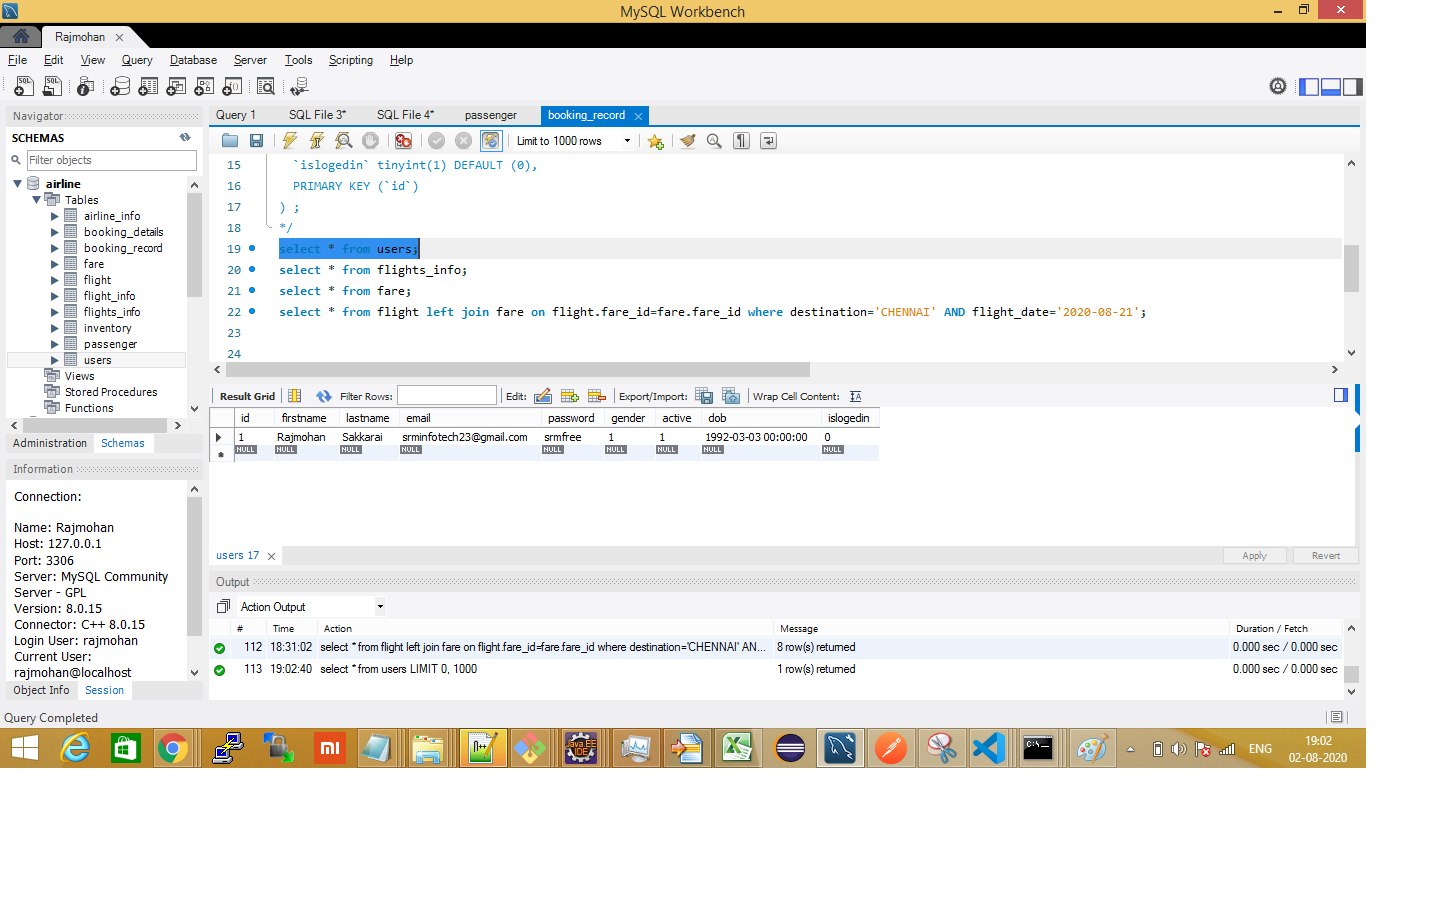 MySQL Workbench
Rajmohan
File Edit View Query Database Server Tools Scripting Help
Navigator
SCHEMAS
Filter objects
airline
Tables
airline_info
booking_details
booking_record
fare
flight
flight_info
flights_info
inventory
passenger
users
Views
Stored Procedures
Functions
Administration Schemas
Information
Connection:
Name: Rajmohan
Host: 127.0.0.1
Port: 3306
Server: MySQL Community
Server - GPL
Version: 8.0.15
Connector: C++ 8.0.15
Login User: rajmohan
Current User:
rajmohan@localhost
Object Info Session
Query 1 SQL File 3* SQL File 4* passenger booking_record
Limit to 1000 rows
15 `islogedin` tinyint(1) DEFAULT (0),
16 PRIMARY KEY (`id`)
17 ) ;
18 */
19 select * from users;
20 select * from flights_info;
21 select * from fare;
22 select * from flight left join fare on flight.fare_id=fare.fare_id where destination='CHENNAI' AND flight_date='2020-08-21';
23
24
Result Grid Filter Rows: Edit: Export/Import: Wrap Cell Content:
id firstname lastname email password gender active dob islogedin
1 Rajmohan Sakkarai srminfotech23@gmail.com srmfree 1 1 1992-03-03 00:00:00 0
NULL NULL NULL NULL NULL NULL NULL NULL NULL
users 17
Apply Revert
Output
Action Output
# Time Action Message Duration / Fetch
112 18:31:02 select * from flight left join fare on flight.fare_id=fare.fare_id where destination='CHENNAI' AN... 8 row(s) returned 0.000 sec / 0.000 sec
113 19:02:40 select * from users LIMIT 0, 1000 1 row(s) returned 0.000 sec / 0.000 sec
Query Completed
ENG
19:02
02-08-2020